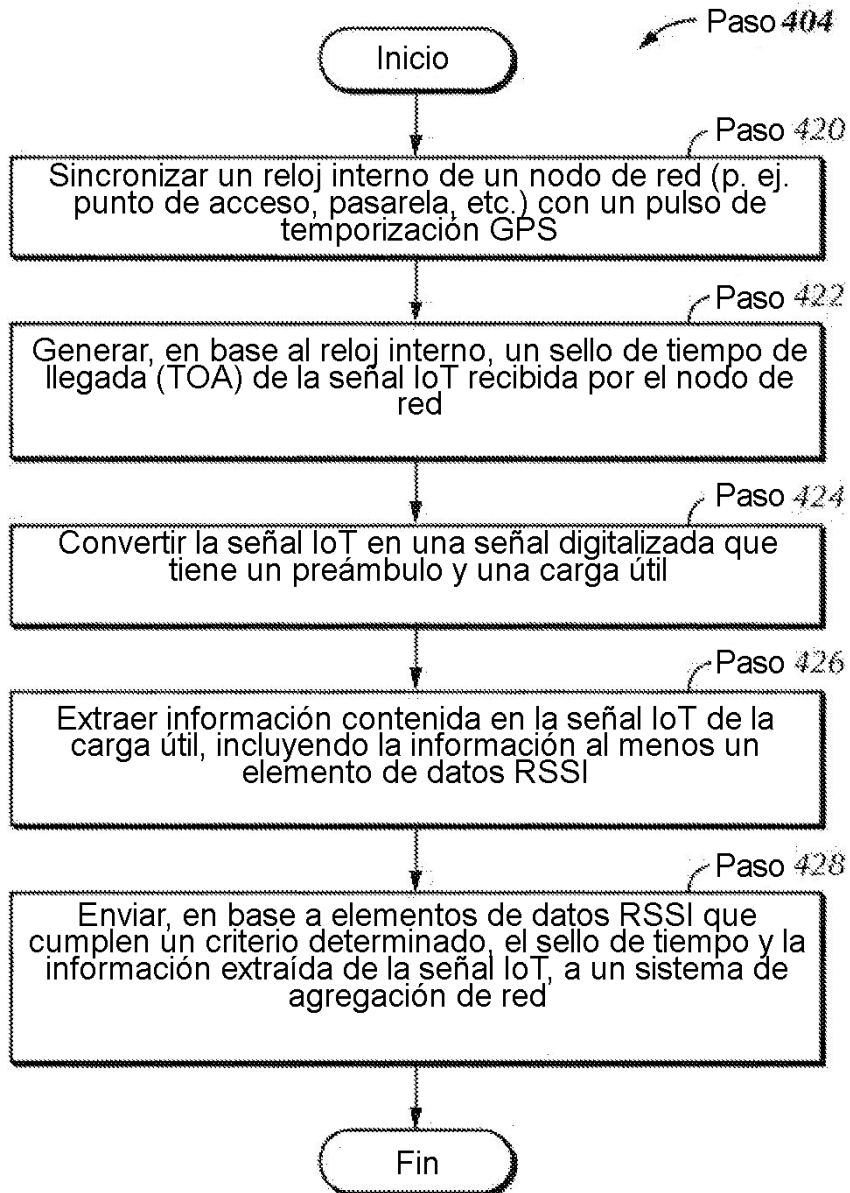 Paso 404
Inicio
Paso 420
Sincronizar un reloj interno de un nodo de red (p. ej.
punto de acceso, pasarela, etc.) con un pulso de
temporización GPS
Paso 422
Generar, en base al reloj interno, un sello de tiempo de
llegada (TOA) de la señal IoT recibida por el nodo de
red
Paso 424
Convertir la señal IoT en una señal digitalizada que
tiene un preámbulo y una carga útil
Paso 426
Extraer información contenida en la señal IoT de la
carga útil, incluyendo la información al menos un
elemento de datos RSSI
Paso 428
Enviar, en base a elementos de datos RSSI que
cumplen un criterio determinado, el sello de tiempo y la
información extraída de la señal IoT, a un sistema de
agregación de red
Fin